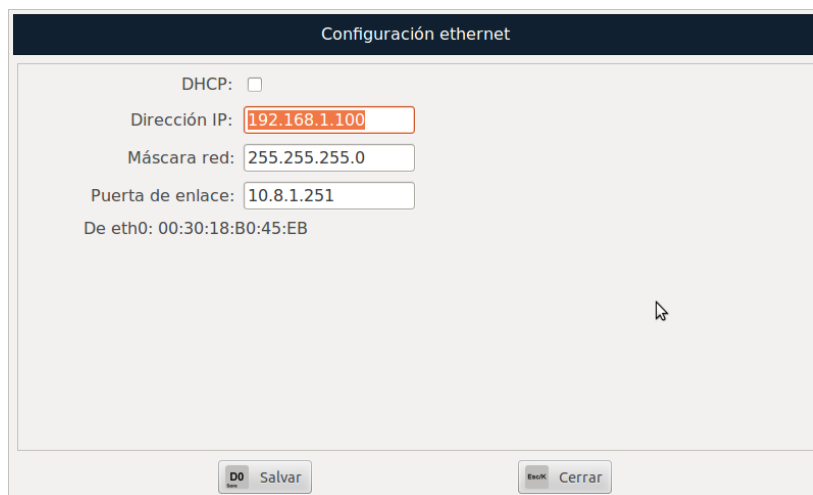 Configuración ethernet
DHCP:
Dirección IP: 192.168.1.100
Máscara red: 255.255.255.0
Puerta de enlace: 10.8.1.251
De eth0: 00:30:18:B0:45:EB
D0 Salvar
Esc/K Cerrar